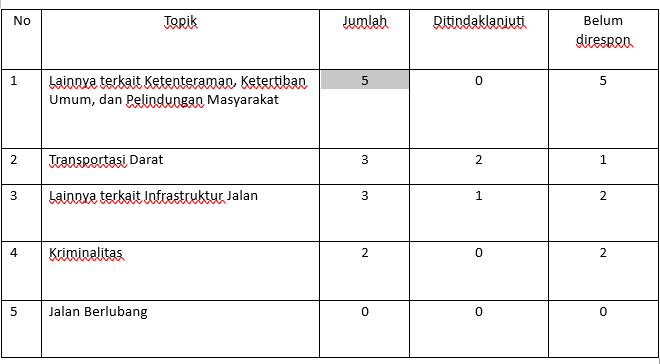 No Topik Jumlah Ditindaklanjuti Belum
direspon
1 Lainnya terkait Ketenteraman, Ketertiban 5 0 5
Umum, dan Pelindungan Masyarakat
2 Transportasi Darat 3 2 1
3 Lainnya terkait Infrastruktur Jalan 3 1 2
4 Kriminalitas 2 0 2
5 Jalan Berlubang 0 0 0